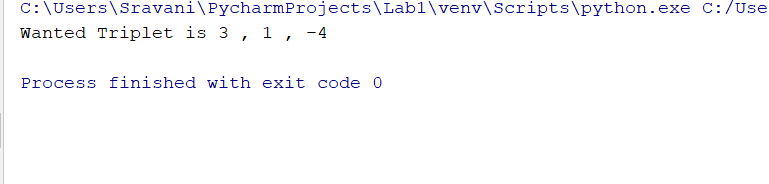 C:\Users\Sravani\PycharmProjects\Lab1\venv\Scripts\python.exe C:/Use
Wanted Triplet is 3 , 1 , -4
Process finished with exit code 0